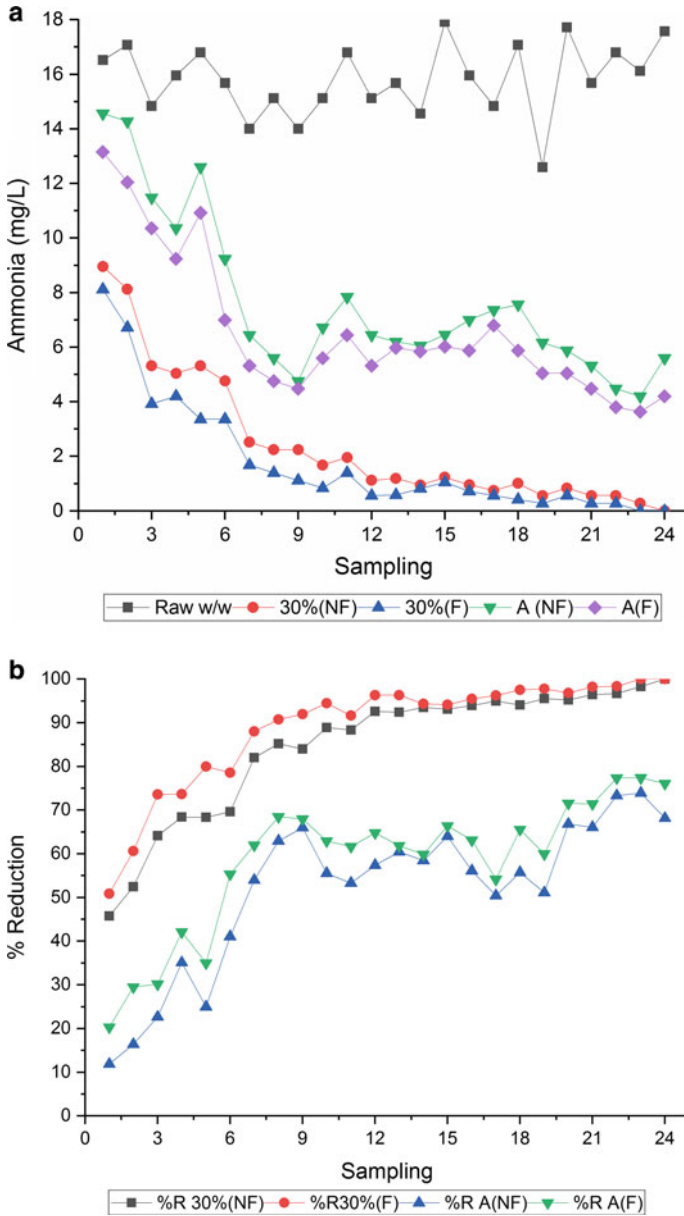 a
18
16
14
12
10
8
6
4
2
0
Ammonia (mg/L)
0 3 6 9 12 15 18 21 24
Sampling
Raw w/w 30%(NF) 30%(F) A (NF) A(F)
b
100
90
80
70
60
50
40
30
20
10
0
% Reduction
0 3 6 9 12 15 18 21 24
Sampling
%R 30%(NF) %R30%(F) %R A(NF) %R A(F)